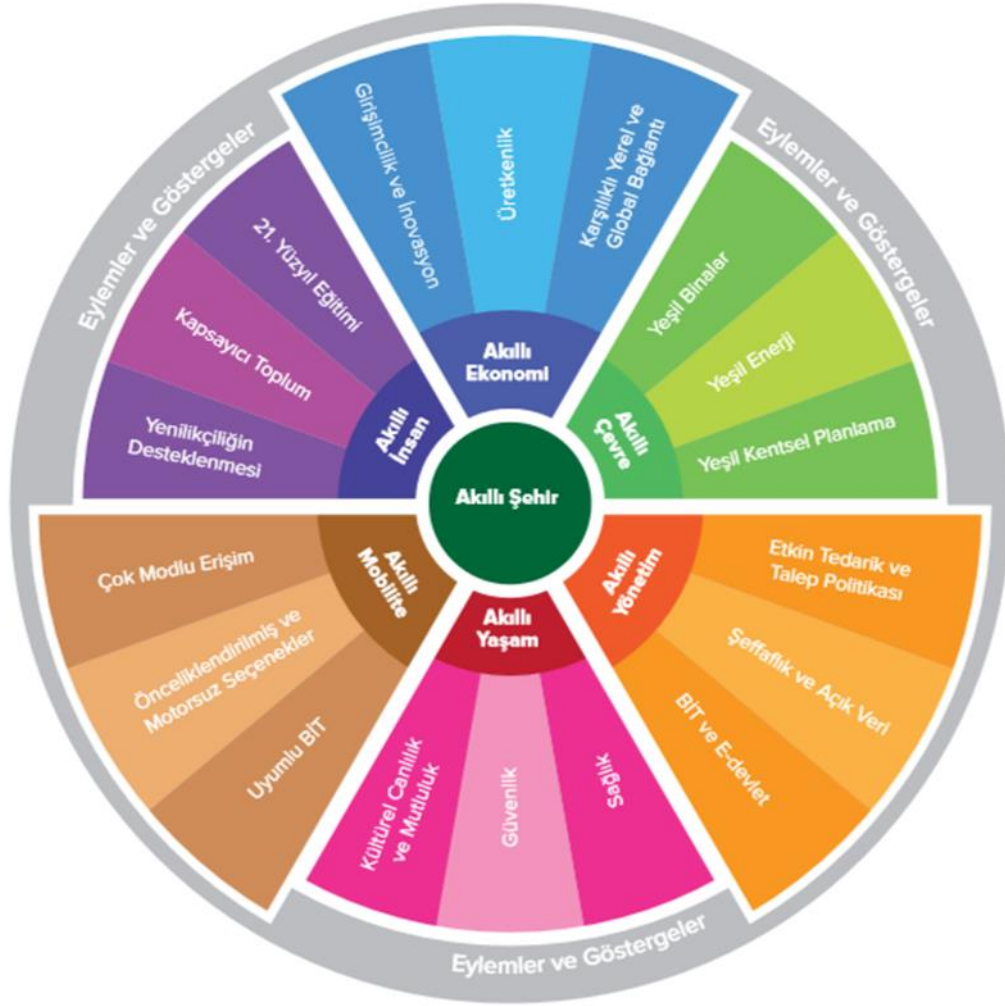 Eylemler ve Göstergeler
Girişimcilik ve İnovasyon
Üretkenlik
Karşılıklı Yerel ve
Global Bağlantı
Akıllı
Ekonomi
Eylemler ve Göstergeler
Yeşil Binalar
Yeşil Enerji
Yeşil Kentsel Planlama
Akıllı
Çevre
21. Yüzyıl Eğitimi
Kapsayıcı Toplum
Yenilikçiliğin
Desteklenmesi
Akıllı
İnsan
Akıllı Şehir
Çok Modlu Erişim
Önceliklendirilmiş ve
Motorsuz Seçenekler
Uyumlu BİT
Akıllı
Mobilite
Akıllı
Yaşam
Kültürel Canlılık
ve Mutluluk
Güvenlik
Sağlık
Akıllı
Yönetim
Etkin Tedarik ve
Talep Politikası
Şeffaflık ve Açık Veri
BİT ve E-devlet
Eylemler ve Göstergeler